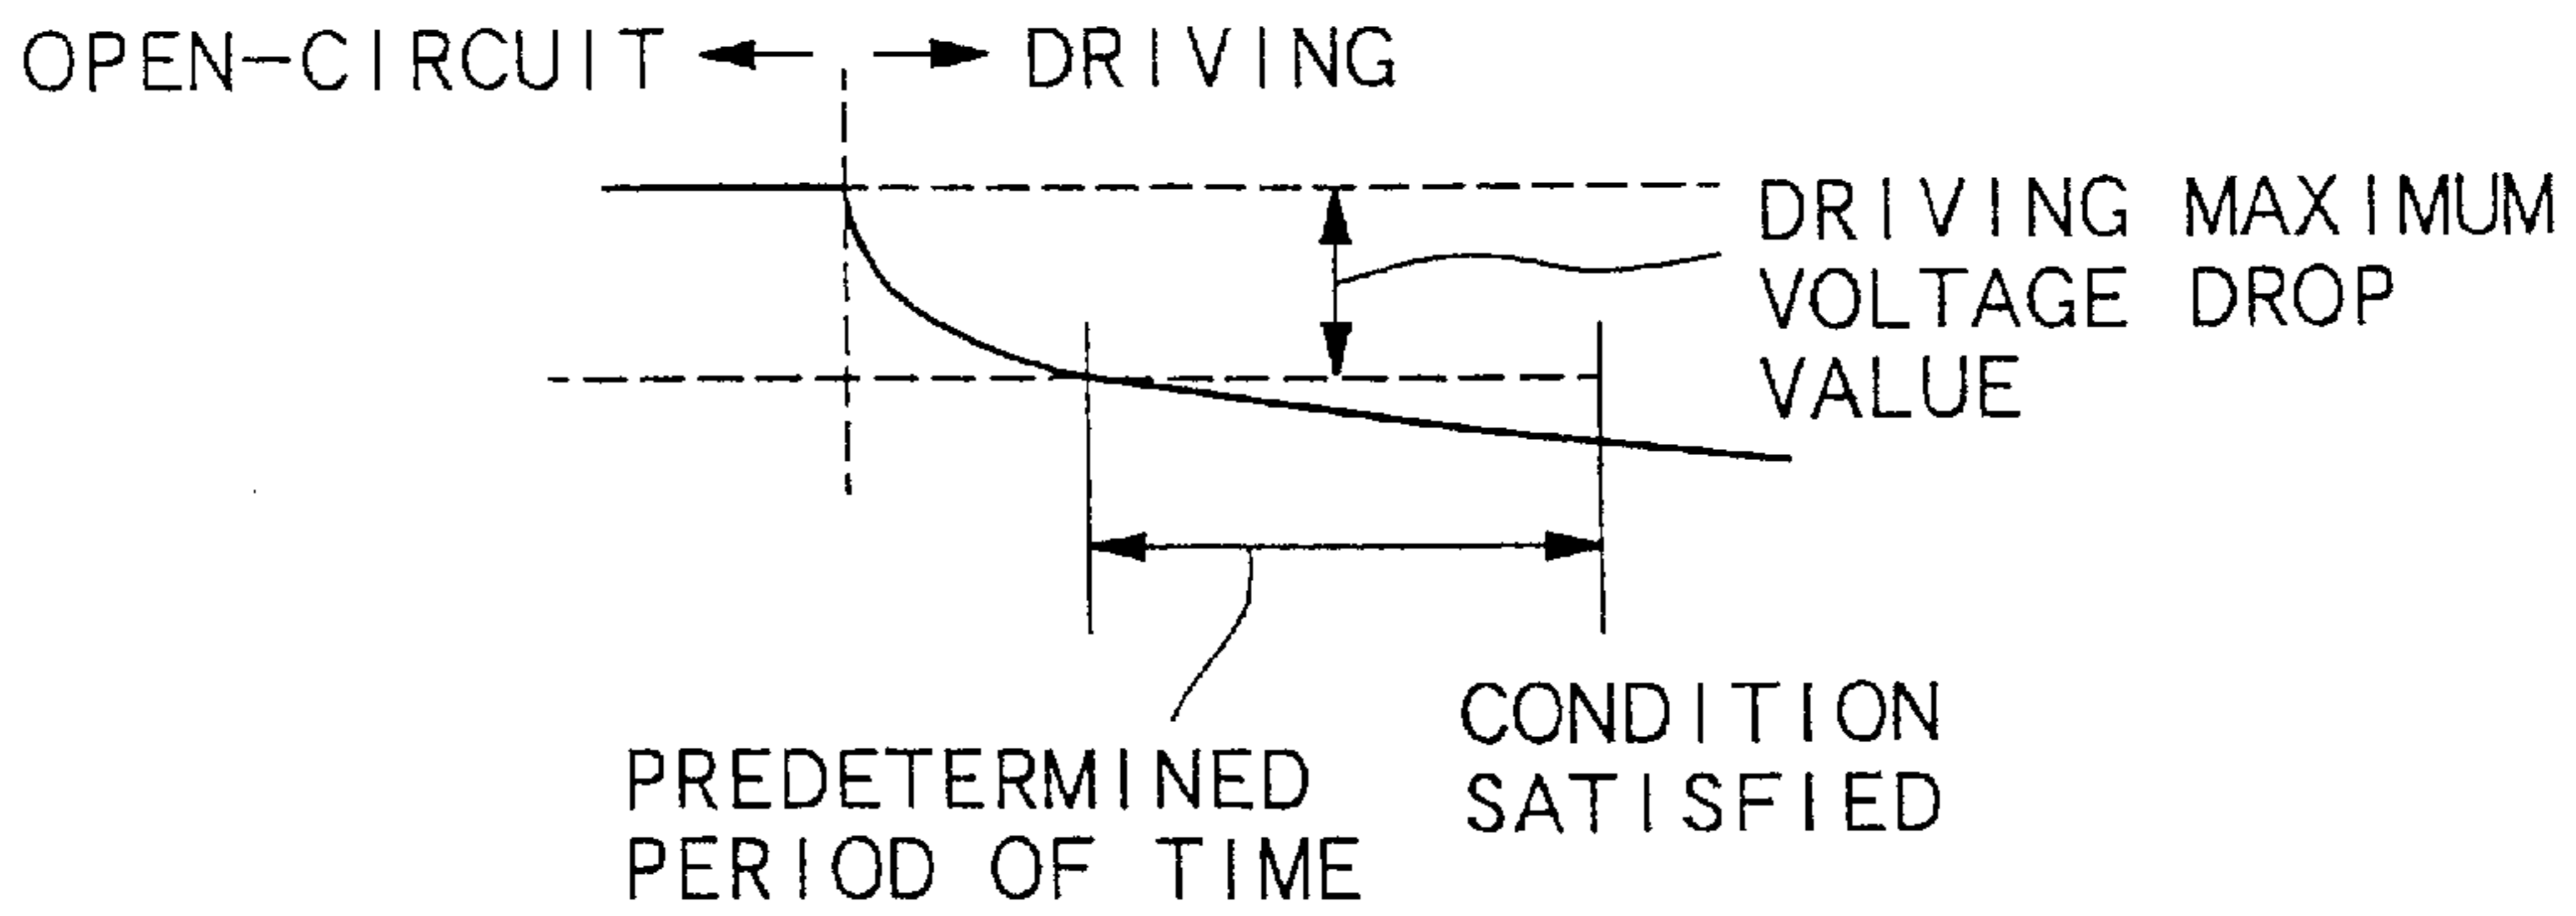 OPEN-CIRCUIT
DRIVING
DRIVING MAXIMUM
VOLTAGE DROP
VALUE
CONDITION
SATISFIED
PREDETERMINED
PERIOD OF TIME